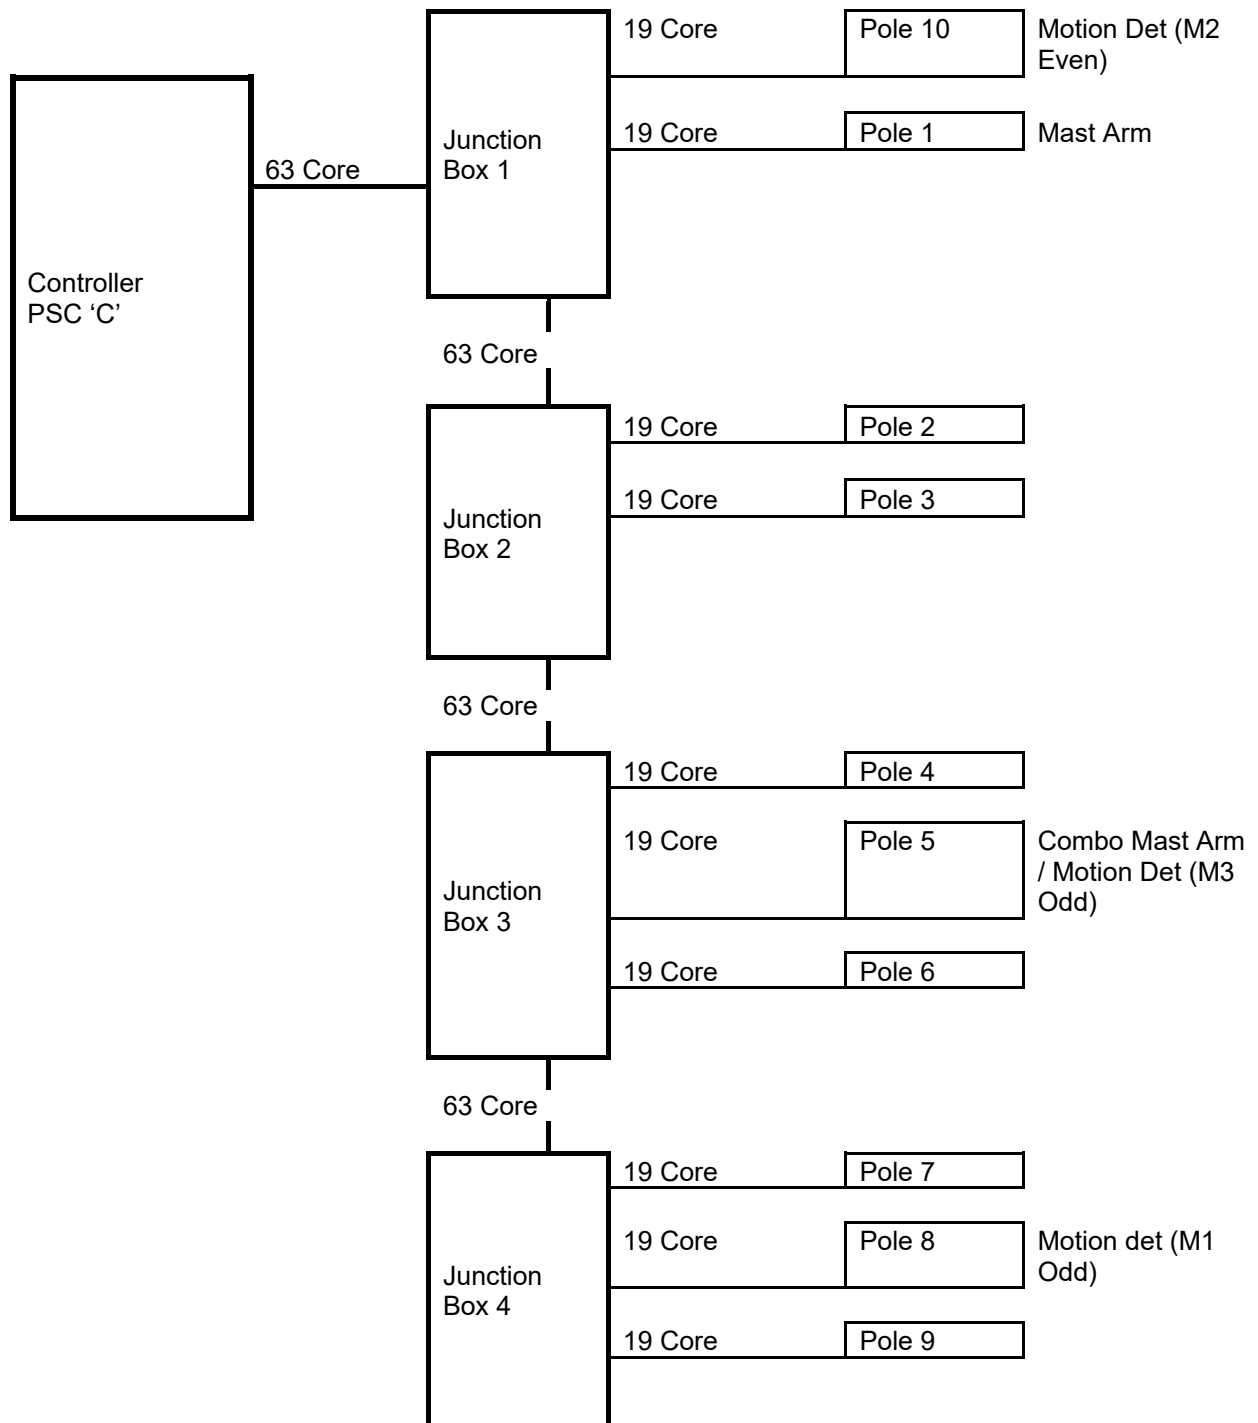 19 Core
Pole 10
Motion Det (M2
Even)
19 Core
Pole 1
Mast Arm
Junction
Box 1
63 Core
Controller
PSC ‘C’
63 Core
19 Core
Pole 2
19 Core
Pole 3
Junction
Box 2
63 Core
19 Core
Pole 4
19 Core
Pole 5
Combo Mast Arm
/ Motion Det (M3
Odd)
Junction
Box 3
19 Core
Pole 6
63 Core
19 Core
Pole 7
19 Core
Pole 8
Motion det (M1
Odd)
Junction
Box 4
19 Core
Pole 9